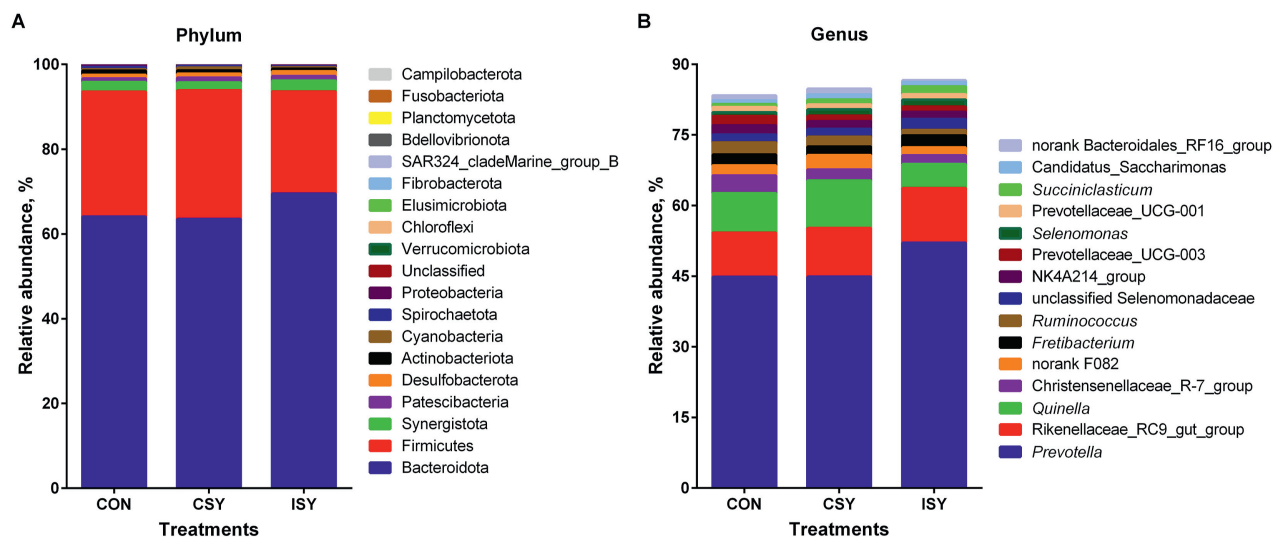 A
Phylum
Relative abundance, %
100
80
60
40
20
0
CON
CSY
ISY
Treatments
Campilobacterota
Fusobacteriota
Planctomycetota
Bdellovibrionota
SAR324_cladeMarine_group_B
Fibrobacterota
Elusimicrobiota
Chloroflexi
Verrucomicrobiota
Unclassified
Proteobacteria
Spirochaetota
Cyanobacteria
Actinobacteriota
Desulfobacterota
Patescibacteria
Synergistota
Firmicutes
Bacteroidota
B
Genus
Relative abundance, %
90
75
60
45
30
15
0
CON
CSY
ISY
Treatments
norank Bacteroidales_RF16_group
Candidatus_Saccharimonas
Succiniclasticum
Prevotellaceae_UCG-001
Selenomonas
Prevotellaceae_UCG-003
NK4A214_group
unclassified Selenomonadaceae
Ruminococcus
Fretibacterium
norank F082
Christensenellaceae_R-7_group
Quinella
Rikenellaceae_RC9_gut_group
Prevotella